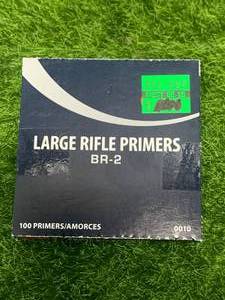 LARGE RIFLE PRIMERS
BR-2
100 PRIMERS/AMORCES
0010